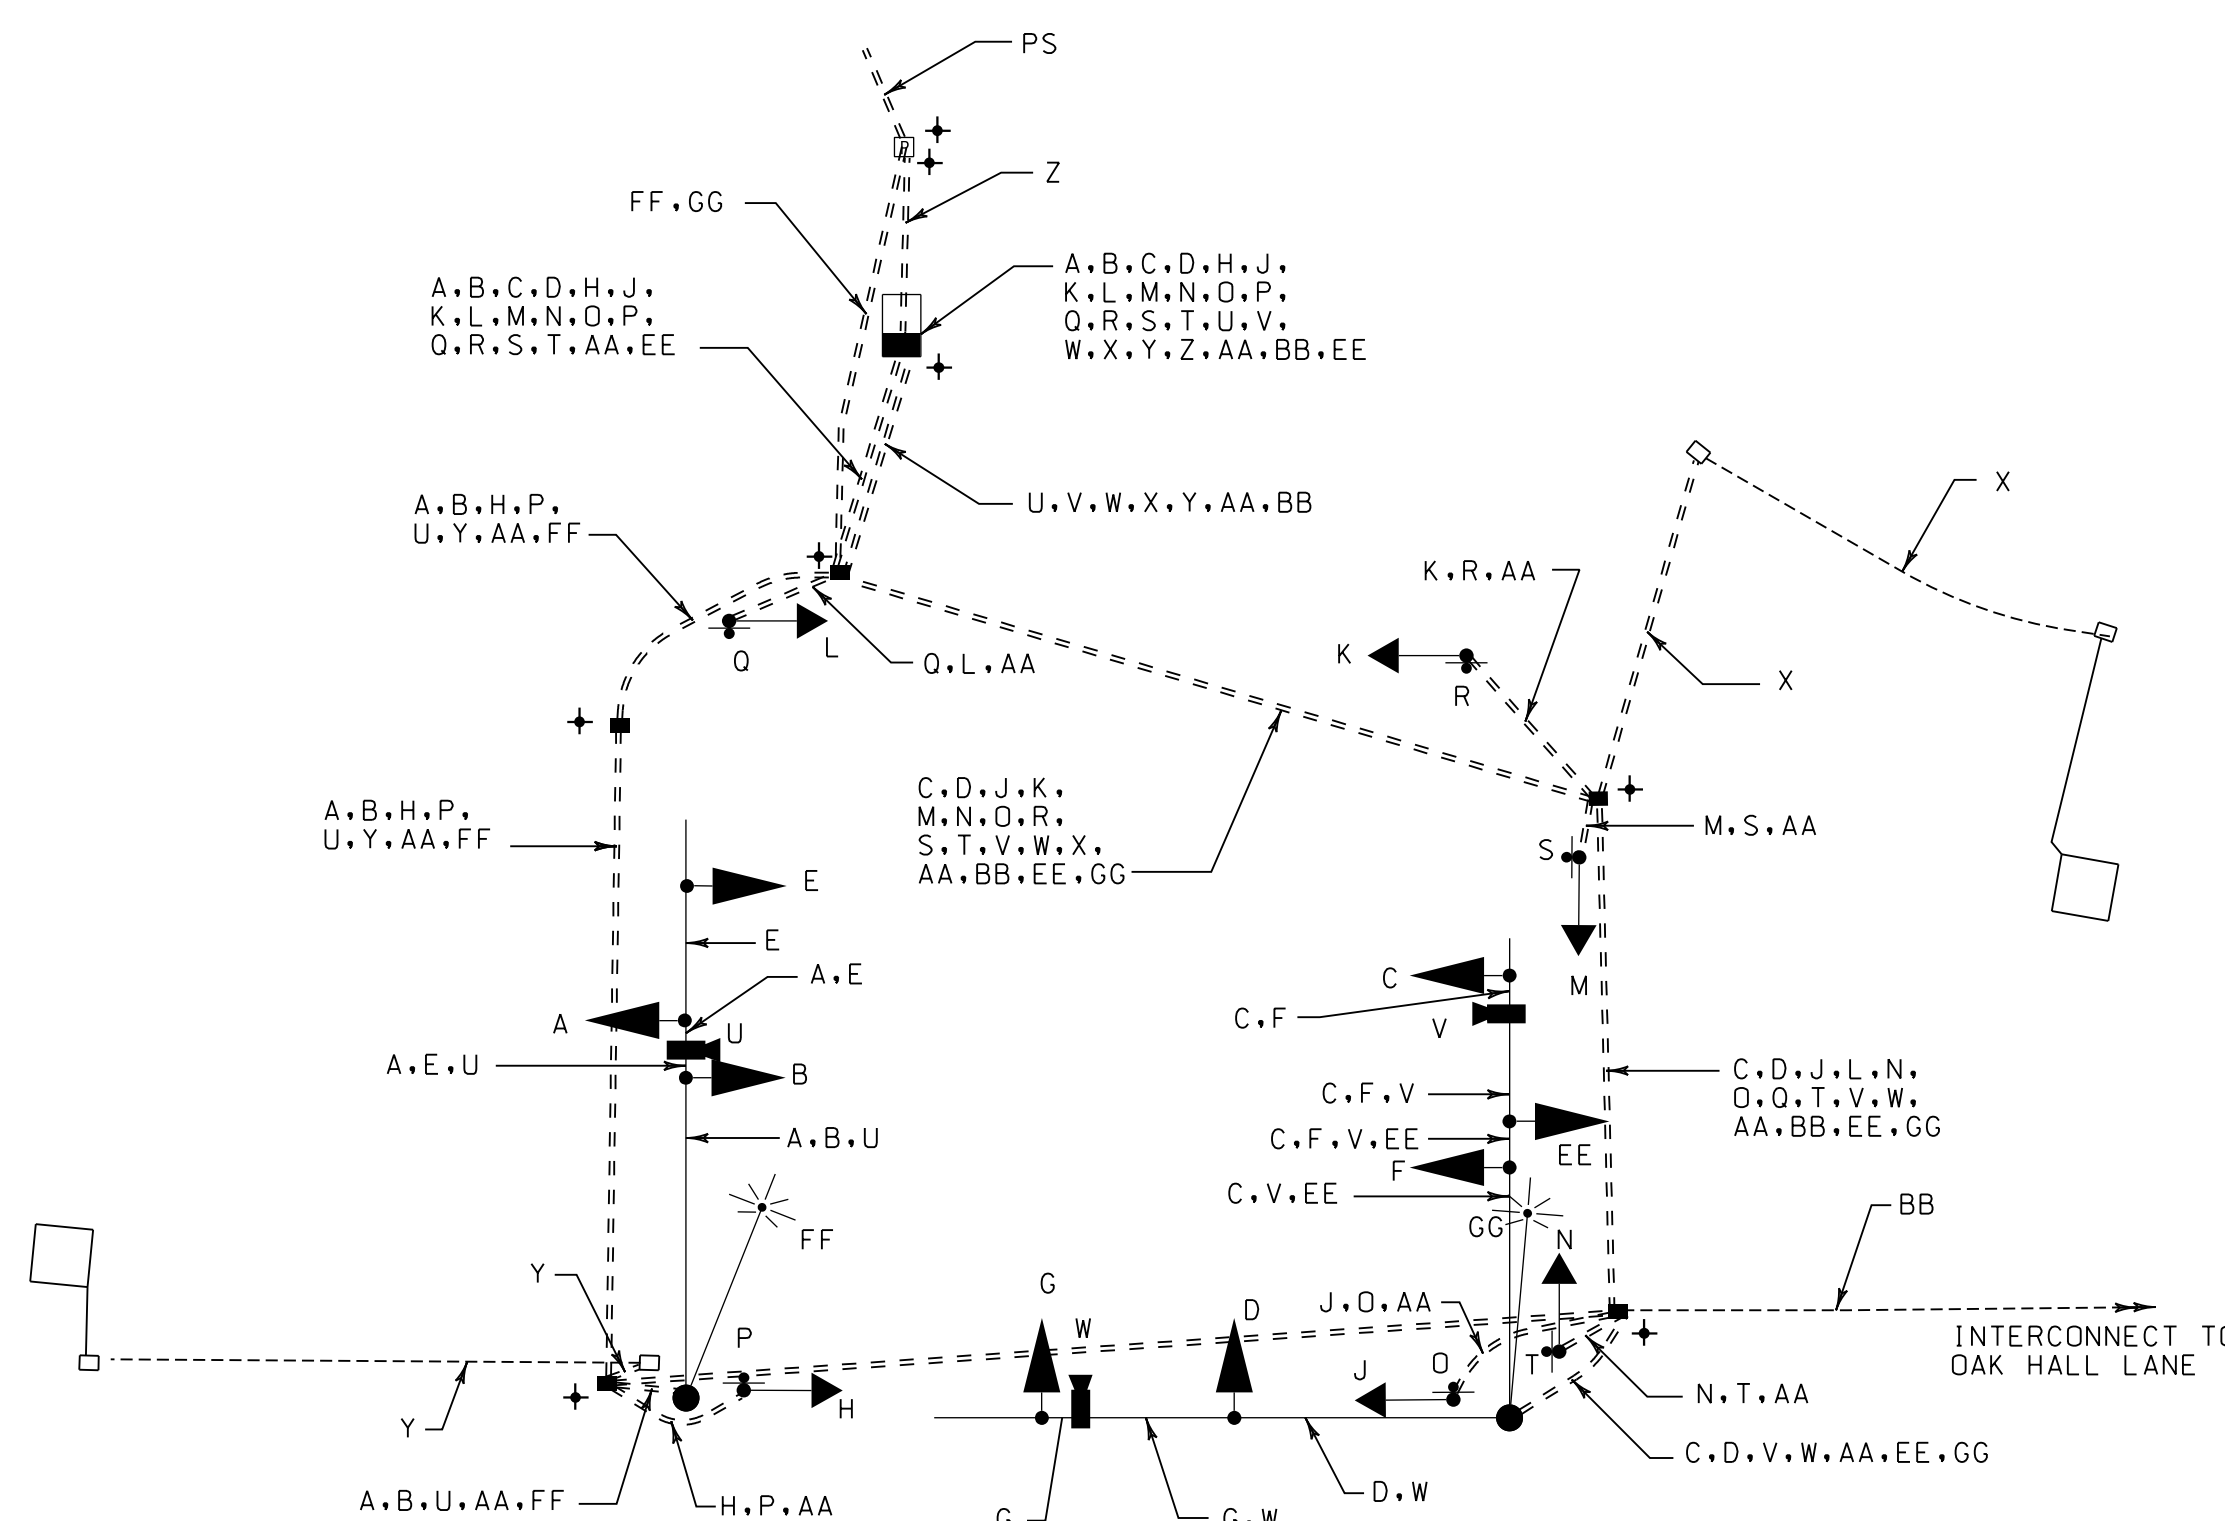 PS
P
Z
FF,GG
A,B,C,D,H,J,
K,L,M,N,O,P,
Q,R,S,T,AA,EE
A,B,C,D,H,J,
K,L,M,N,O,P,
Q,R,S,T,U,V,
W,X,Y,Z,AA,BB,EE
U,V,W,X,Y,AA,BB
A,B,H,P,
U,Y,AA,FF
X
K,R,AA
L
Q
Q,L,AA
K
R
X
A,B,H,P,
U,Y,AA,FF
C,D,J,K,
M,N,O,R,
S,T,V,W,X,
AA,BB,EE,GG
M,S,AA
S
E
E
A,E
M
C
C,F
V
A
U
A,E,U
B
C,D,J,L,N,
O,Q,T,V,W,
AA,BB,EE,GG
C,F,V
A,B,U
C,F,V,EE
EE
F
C,V,EE
BB
GG
N
FF
Y
G
D
J,O,AA
W
P
INTERCONNECT TO
OAK HALL LANE
J
O
T
N,T,AA
H
Y
C,D,V,W,AA,EE,GG
D,W
A,B,U,AA,FF
H,P,AA
G
G,W